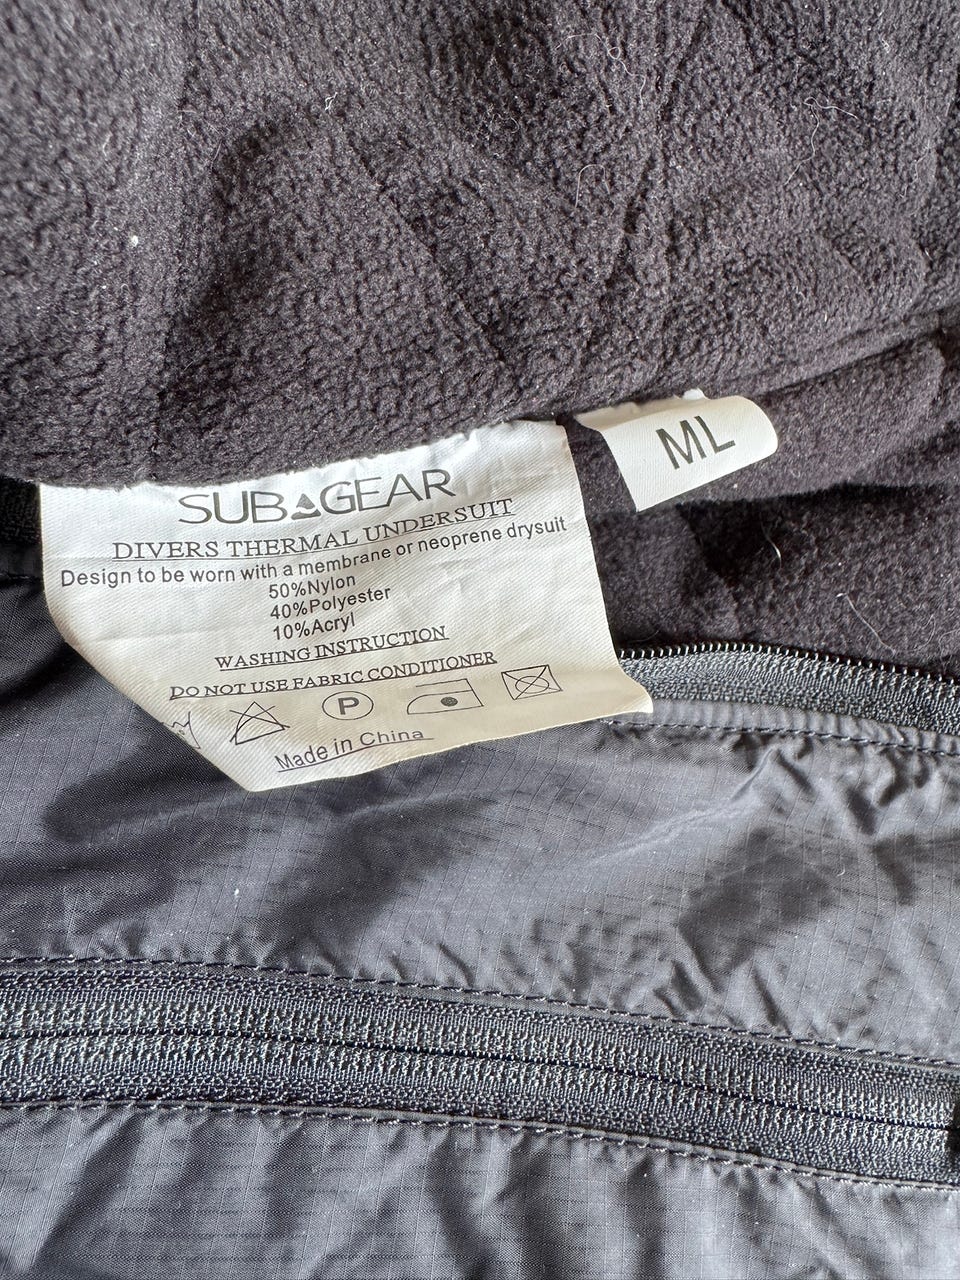 SUBGEAR
DIVERS THERMAL UNDERSUIT
Design to be worn with a membrane or neoprene drysuit
50%Nylon
40%Polyester
10%Acryl
WASHING INSTRUCTION
DO NOT USE FABRIC CONDITIONER
P
Made in China
ML